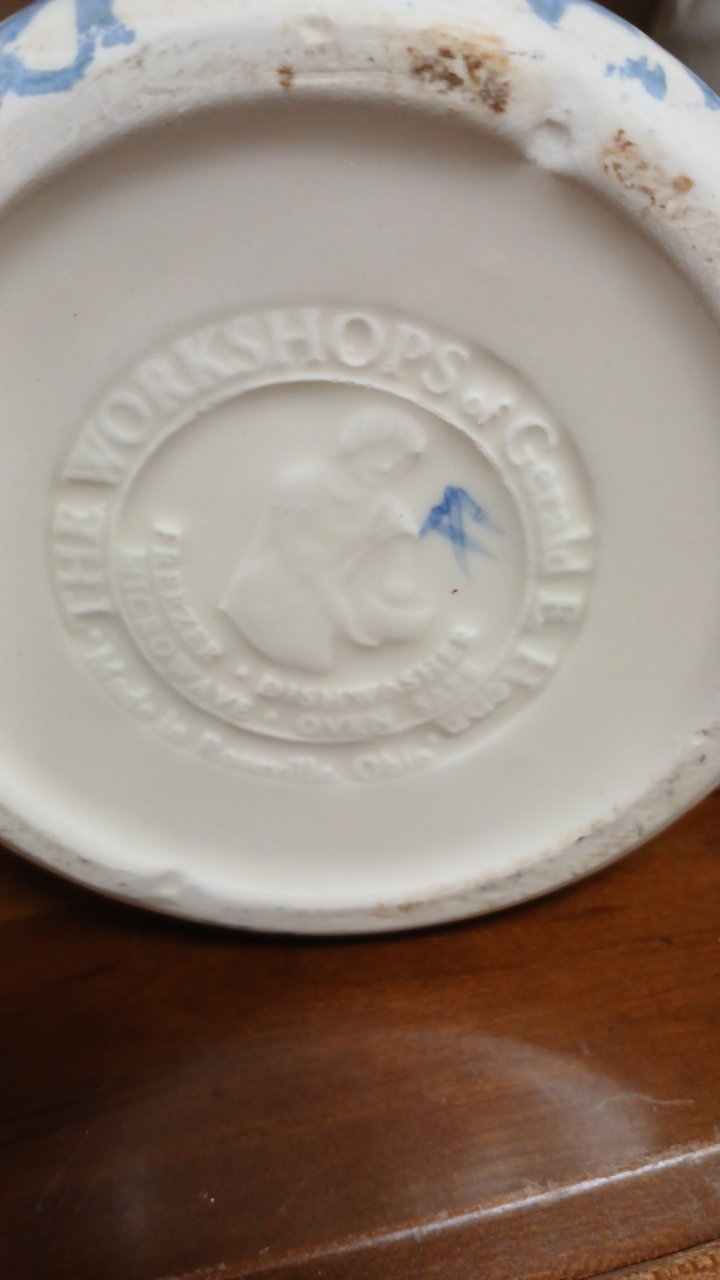 THE WORKSHOPS of Gerald E. Henn
FREEZER • DISHWASHER
MICROWAVE • OVEN SAFE
• Made in Roseville, Ohio •